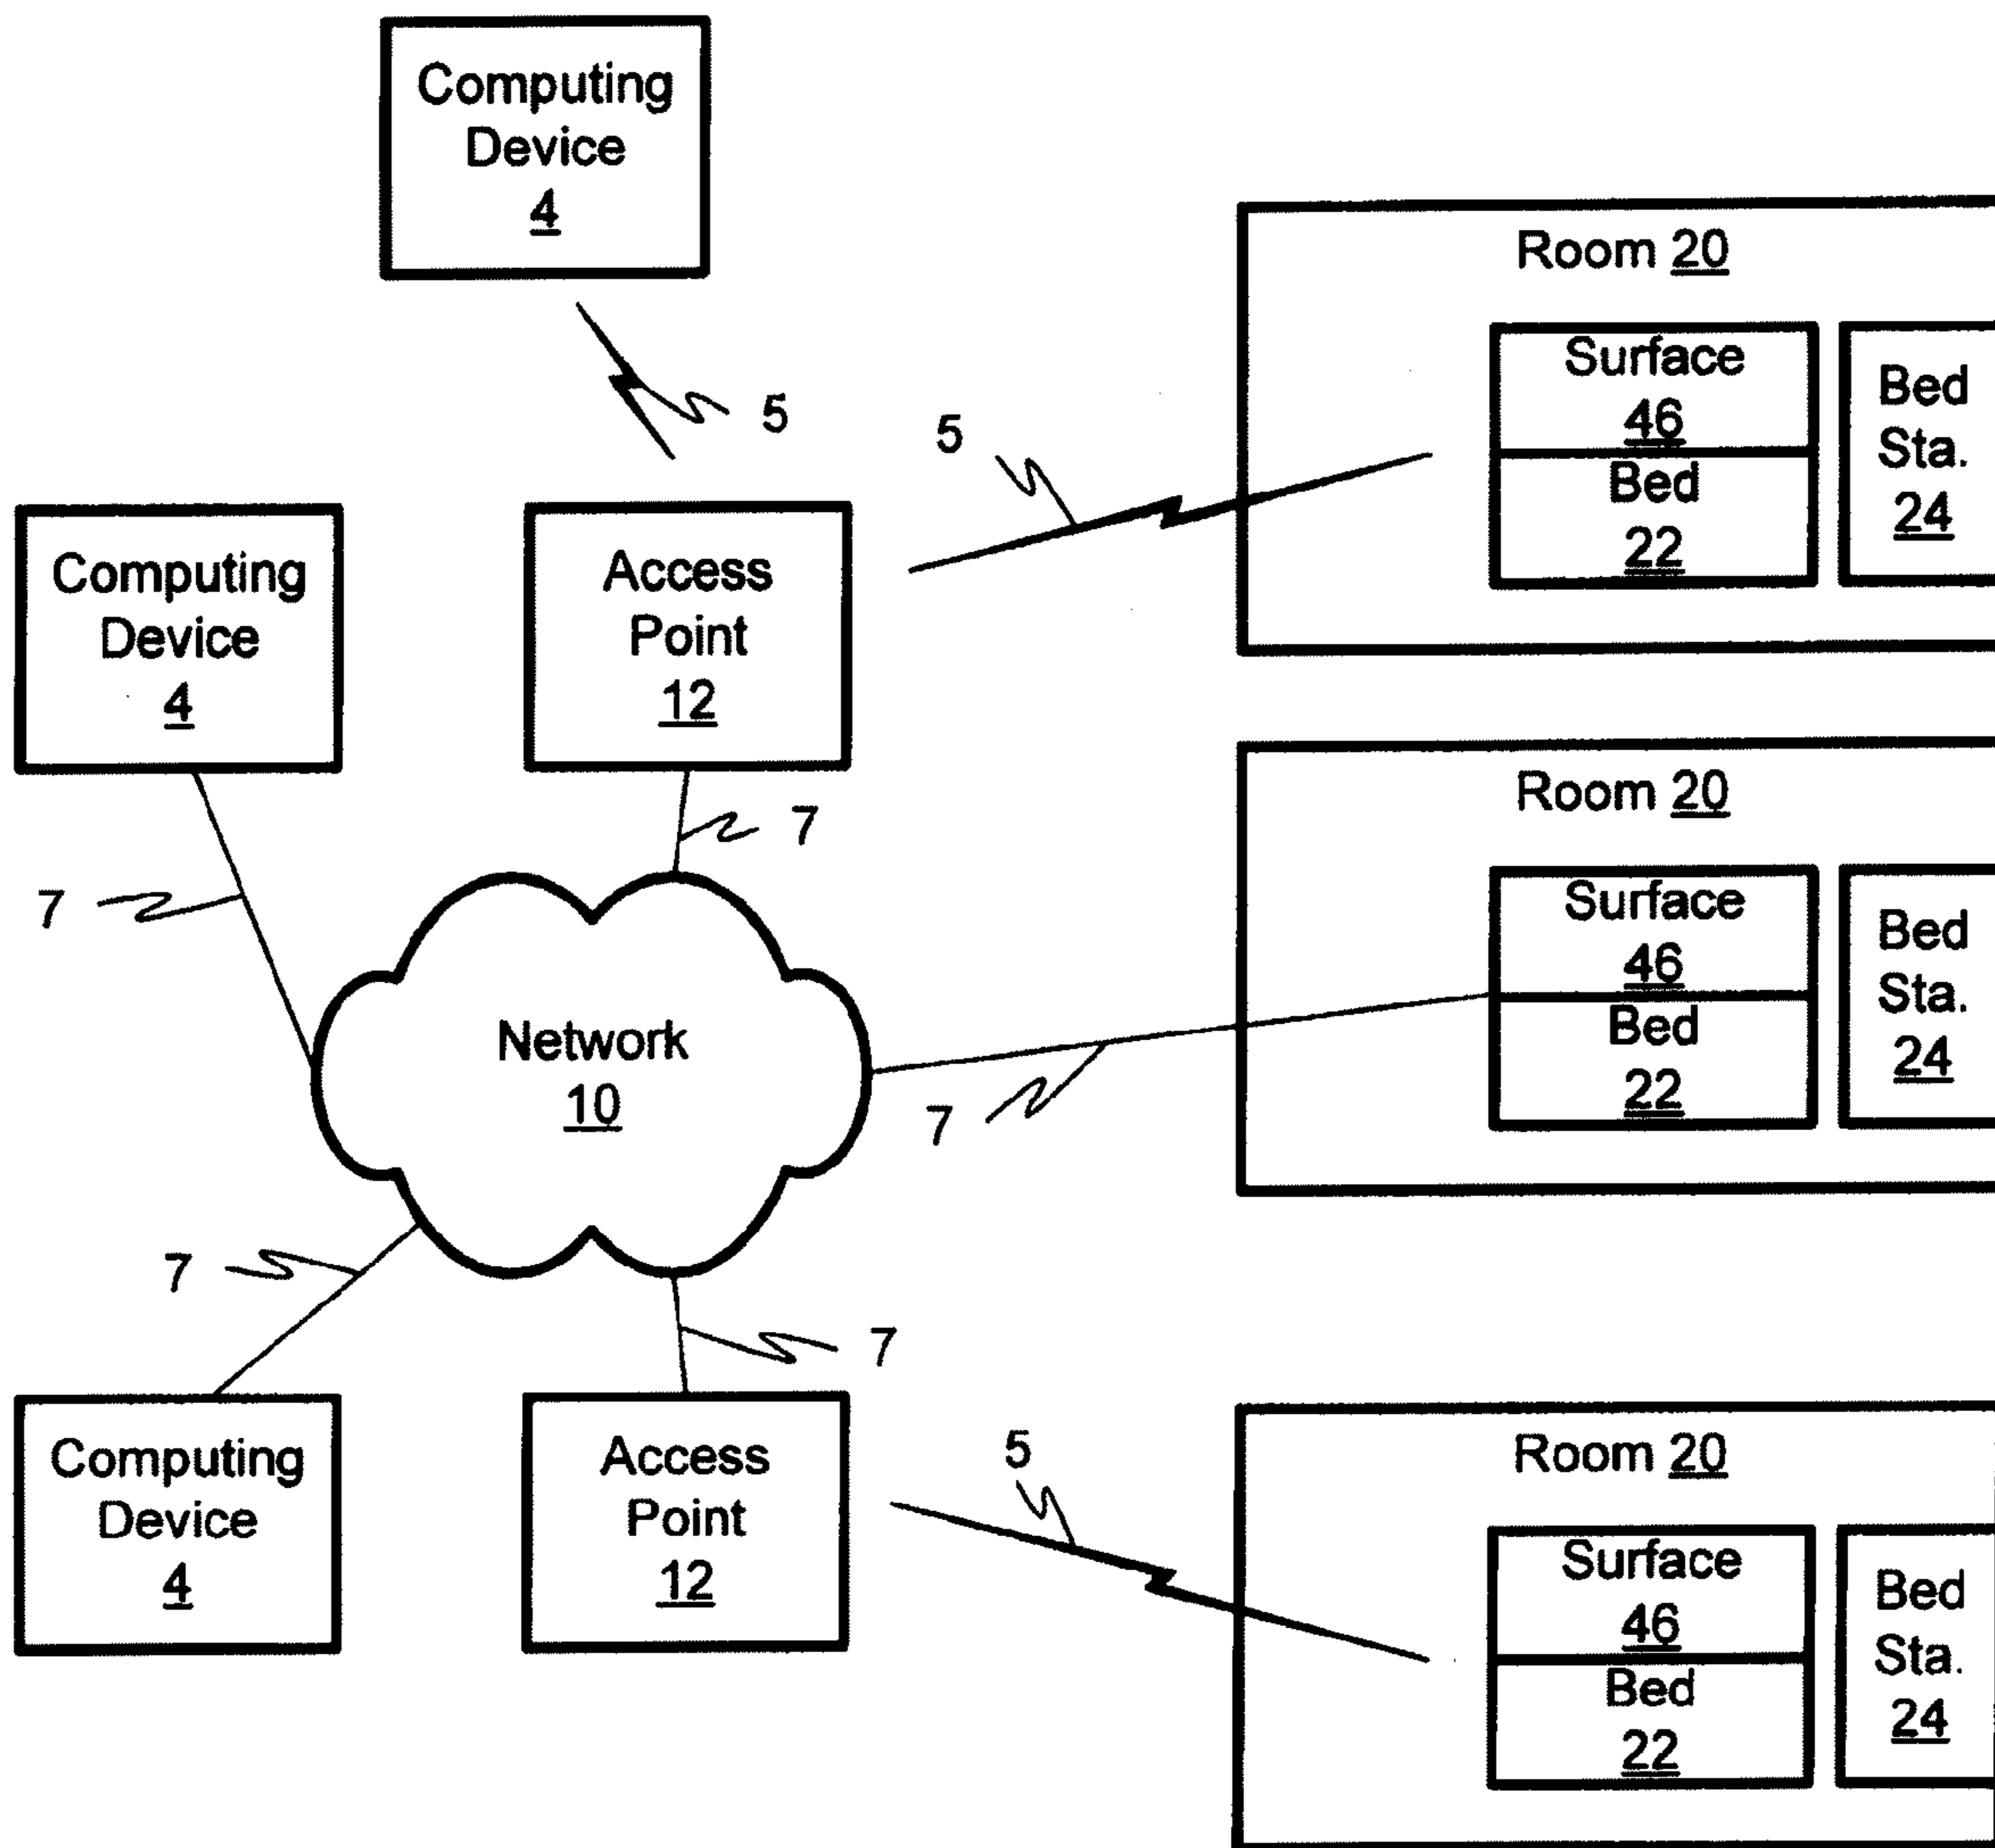 Computing
Device
4
5
5
Room 20
Surface
46
Bed
22
Bed
Sta.
24
Computing
Device
4
Access
Point
12
7
7
Room 20
Surface
46
Bed
22
Bed
Sta.
24
Network
10
7
7
7
Computing
Device
4
Access
Point
12
5
Room 20
Surface
46
Bed
22
Bed
Sta.
24